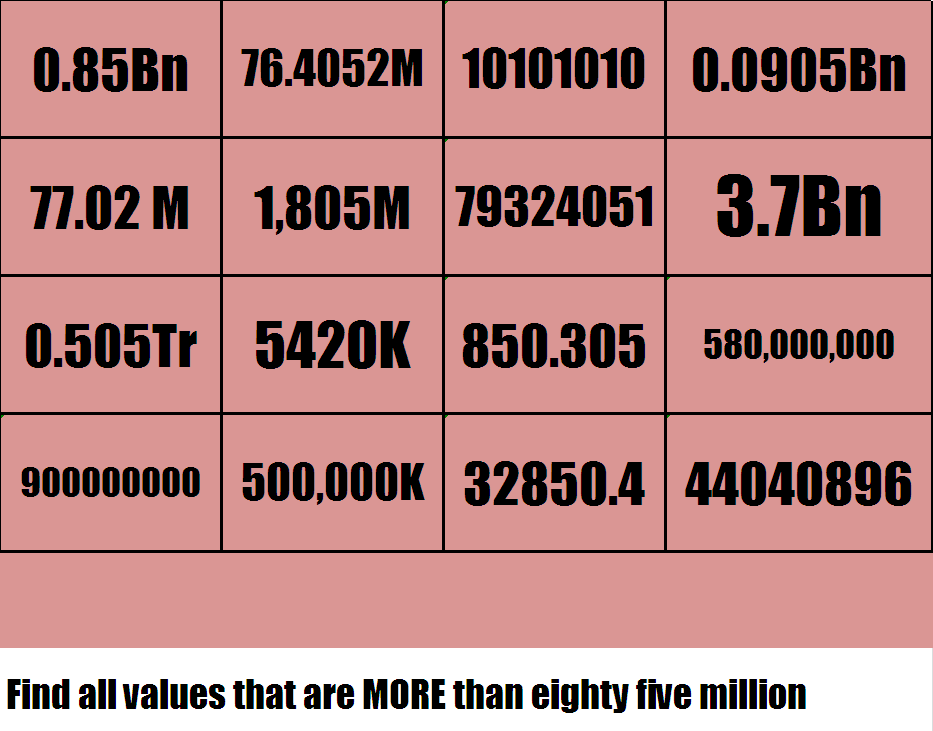 0.85Bn 76.4052M 10101010 0.0905Bn
77.02 M 1,805M 79324051 3.7Bn
0.505Tr 5420K 850.305 580,000,000
900000000 500,000K 32850.4 44040896
Find all values that are MORE than eighty five million